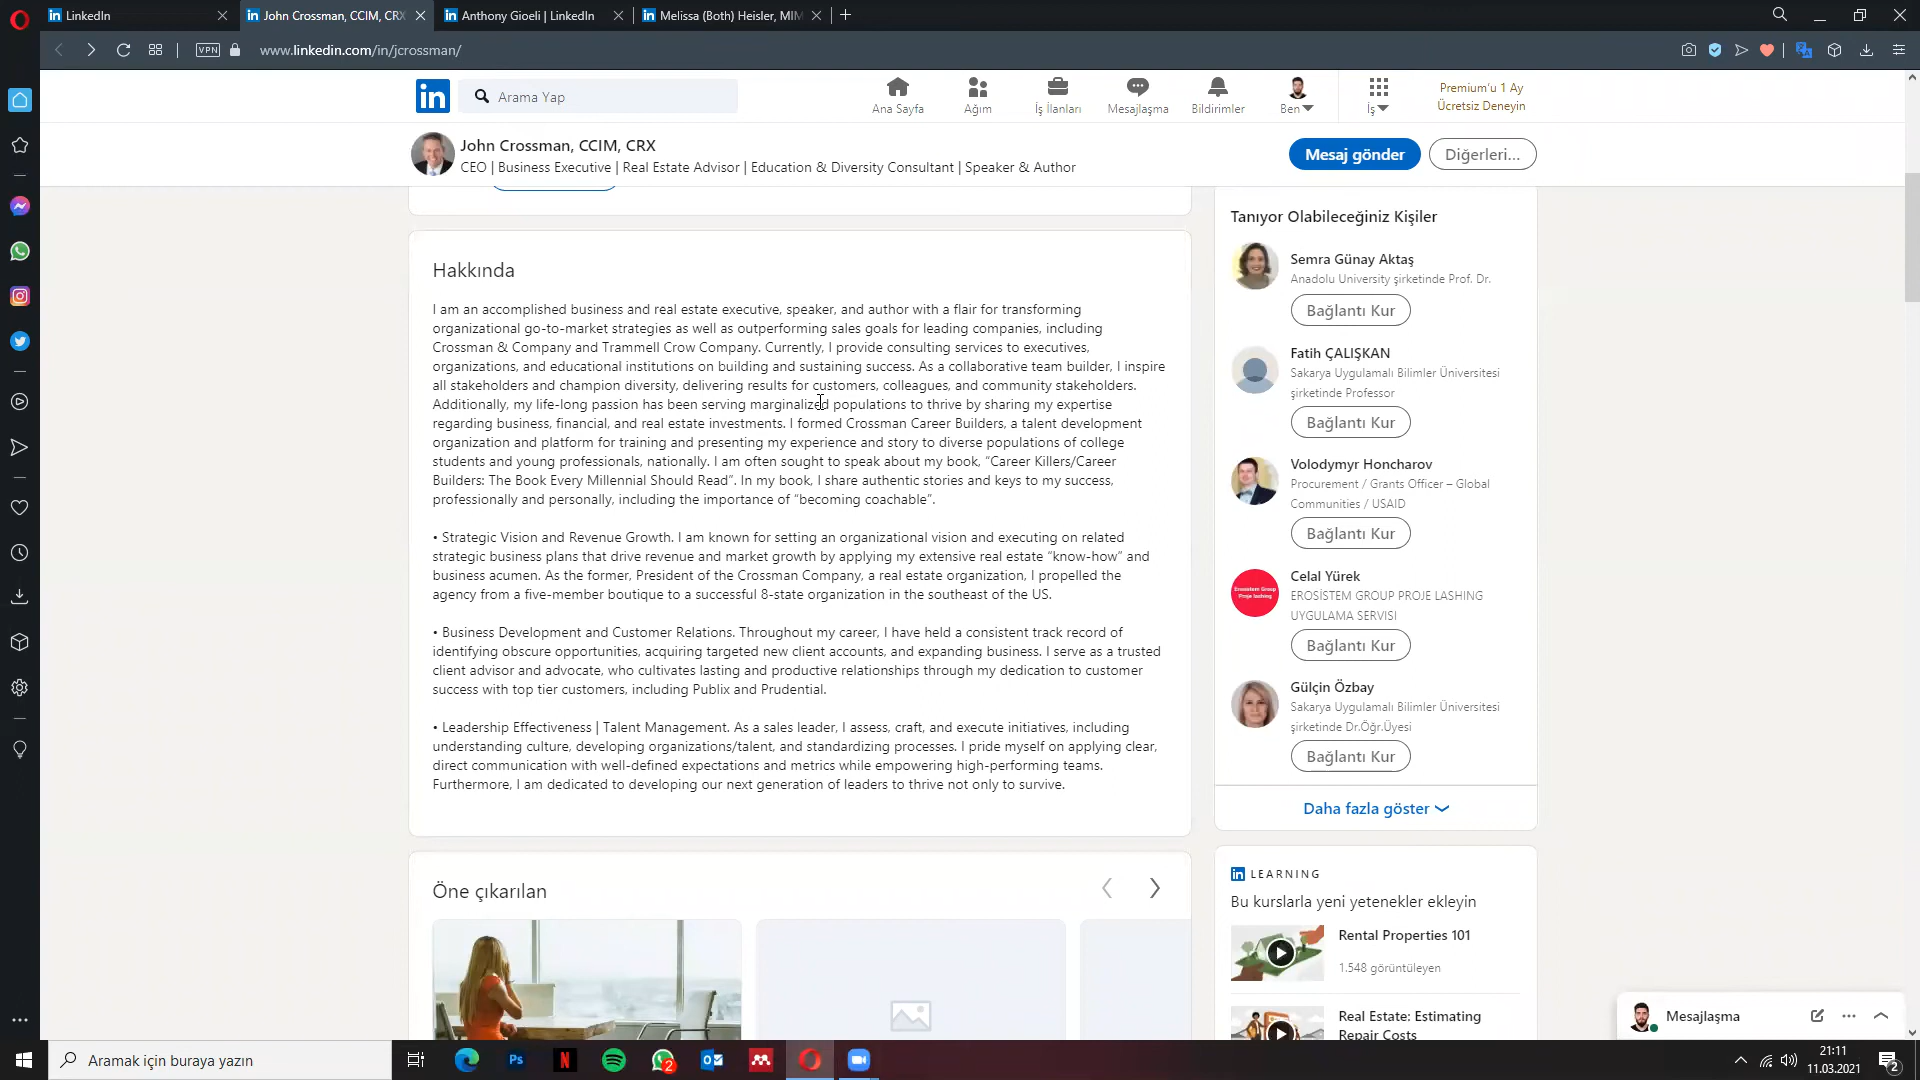 LinkedIn
John Crossman, CCIM, CRX
Anthony Gioeli | LinkedIn
Melissa (Both) Heisler, MIM
VPN
www.linkedin.com/in/jcrossman/
in
Arama Yap
Ana Sayfa
Ağım
İş İlanları
Mesajlaşma
Bildirimler
Ben
İş
Premium'u 1 Ay
Ücretsiz Deneyin
John Crossman, CCIM, CRX
CEO | Business Executive | Real Estate Advisor | Education & Diversity Consultant | Speaker & Author
Mesaj gönder
Diğerleri...
Hakkında
I am an accomplished business and real estate executive, speaker, and author with a flair for transforming
organizational go-to-market strategies as well as outperforming sales goals for leading companies, including
Crossman & Company and Trammell Crow Company. Currently, I provide consulting services to executives,
organizations, and educational institutions on building and sustaining success. As a collaborative team builder, I inspire
all stakeholders and champion diversity, delivering results for customers, colleagues, and community stakeholders.
Additionally, my life-long passion has been serving marginalized populations to thrive by sharing my expertise
regarding business, financial, and real estate investments. I formed Crossman Career Builders, a talent development
organization and platform for training and presenting my experience and story to diverse populations of college
students and young professionals, nationally. I am often sought to speak about my book, “Career Killers/Career
Builders: The Book Every Millennial Should Read”. In my book, I share authentic stories and keys to my success,
professionally and personally, including the importance of “becoming coachable”.
• Strategic Vision and Revenue Growth. I am known for setting an organizational vision and executing on related
strategic business plans that drive revenue and market growth by applying my extensive real estate “know-how” and
business acumen. As the former, President of the Crossman Company, a real estate organization, I propelled the
agency from a five-member boutique to a successful 8-state organization in the southeast of the US.
• Business Development and Customer Relations. Throughout my career, I have held a consistent track record of
identifying obscure opportunities, acquiring targeted new client accounts, and expanding business. I serve as a trusted
client advisor and advocate, who cultivates lasting and productive relationships through my dedication to customer
success with top tier customers, including Publix and Prudential.
• Leadership Effectiveness | Talent Management. As a sales leader, I assess, craft, and execute initiatives, including
understanding culture, developing organizations/talent, and standardizing processes. I pride myself on applying clear,
direct communication with well-defined expectations and metrics while empowering high-performing teams.
Furthermore, I am dedicated to developing our next generation of leaders to thrive not only to survive.
Öne çıkarılan
Tanıyor Olabileceğiniz Kişiler
Semra Günay Aktaş
Anadolu University şirketinde Prof. Dr.
Bağlantı Kur
Fatih ÇALIŞKAN
Sakarya Uygulamalı Bilimler Üniversitesi
şirketinde Professor
Bağlantı Kur
Volodymyr Honcharov
Procurement / Grants Officer – Global
Communities / USAID
Bağlantı Kur
Erosistem Group
Proje lashing
Celal Yürek
EROSİSTEM GROUP PROJE LASHING
UYGULAMA SERVISI
Bağlantı Kur
Gülçin Özbay
Sakarya Uygulamalı Bilimler Üniversitesi
şirketinde Dr.Öğr.Üyesi
Bağlantı Kur
Daha fazla göster
in LEARNING
Bu kurslarla yeni yetenekler ekleyin
Rental Properties 101
1.548 görüntüleyen
Real Estate: Estimating
Repair Costs
Mesajlaşma
Aramak için buraya yazın
Ps
N
2
21:11
11.03.2021
2